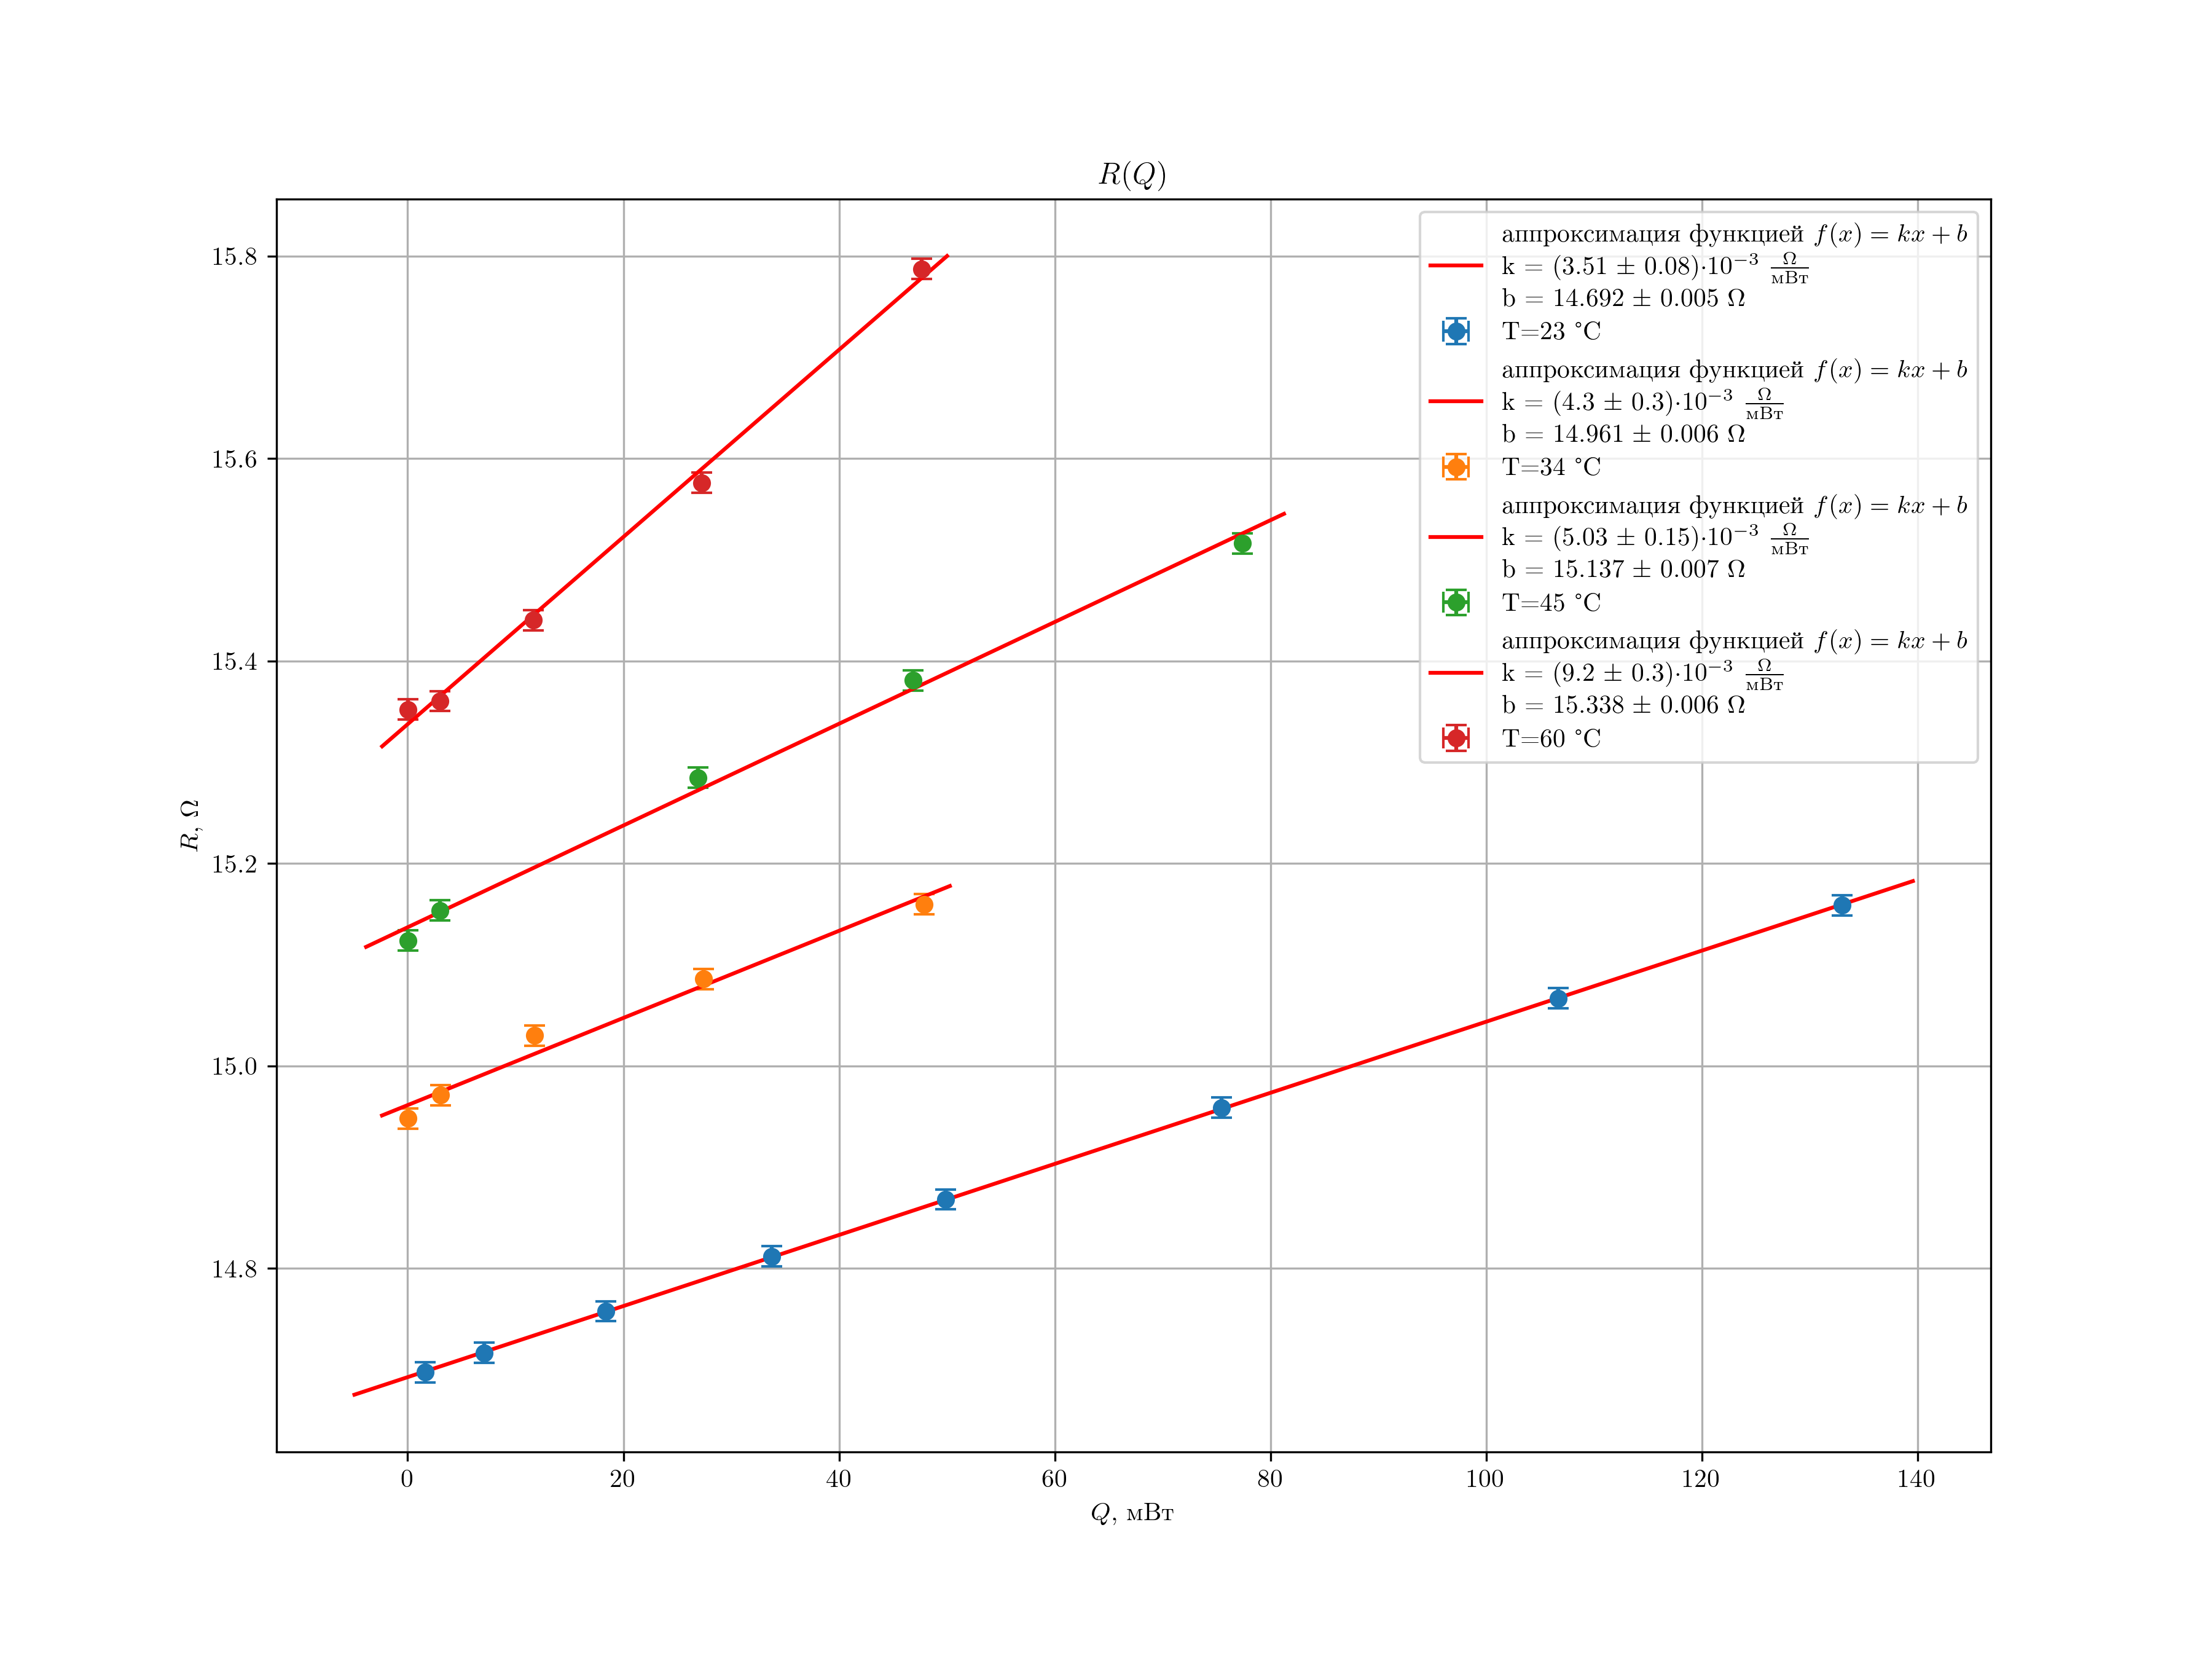 R(Q)
15.8
15.6
15.4
15.2
15.0
14.8
R, Ω
0 20 40 60 80 100 120 140
Q, мВт
аппроксимация функцией f(x) = kx + b
k = (3.51 ± 0.08)·10⁻³ Ω/мВт
b = 14.692 ± 0.005 Ω
T=23 °C
аппроксимация функцией f(x) = kx + b
k = (4.3 ± 0.3)·10⁻³ Ω/мВт
b = 14.961 ± 0.006 Ω
T=34 °C
аппроксимация функцией f(x) = kx + b
k = (5.03 ± 0.15)·10⁻³ Ω/мВт
b = 15.137 ± 0.007 Ω
T=45 °C
аппроксимация функцией f(x) = kx + b
k = (9.2 ± 0.3)·10⁻³ Ω/мВт
b = 15.338 ± 0.006 Ω
T=60 °C